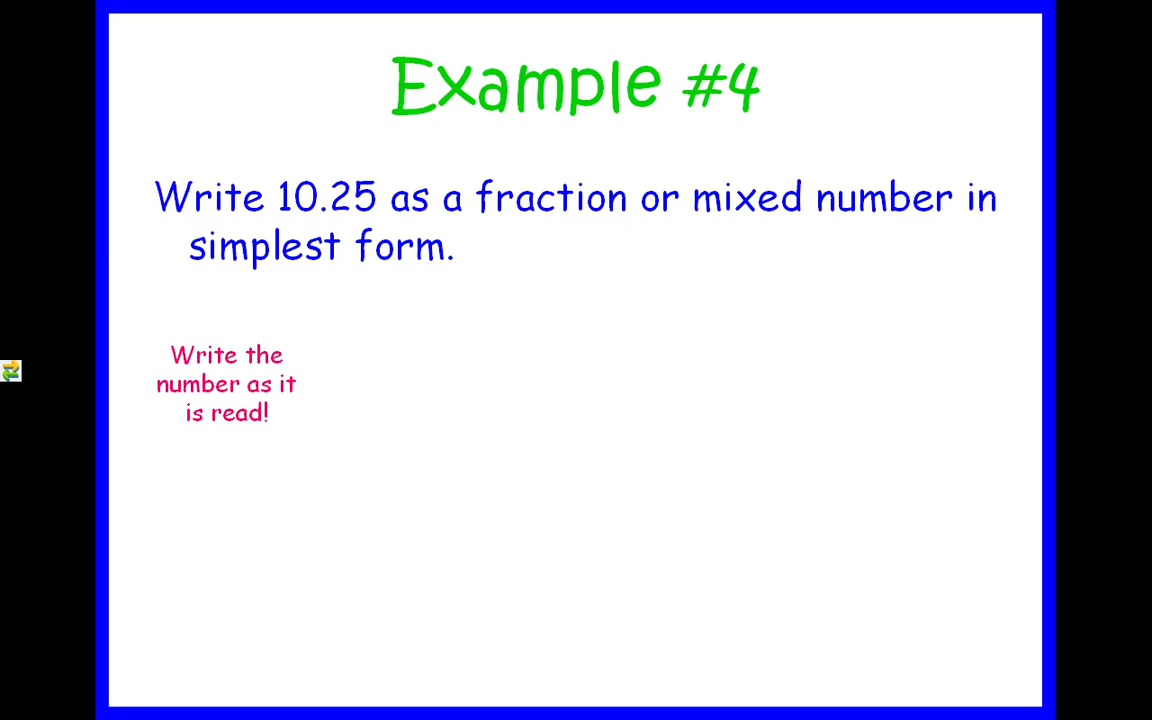 Example #4
Write 10.25 as a fraction or mixed number in
simplest form.
Write the
number as it
is read!